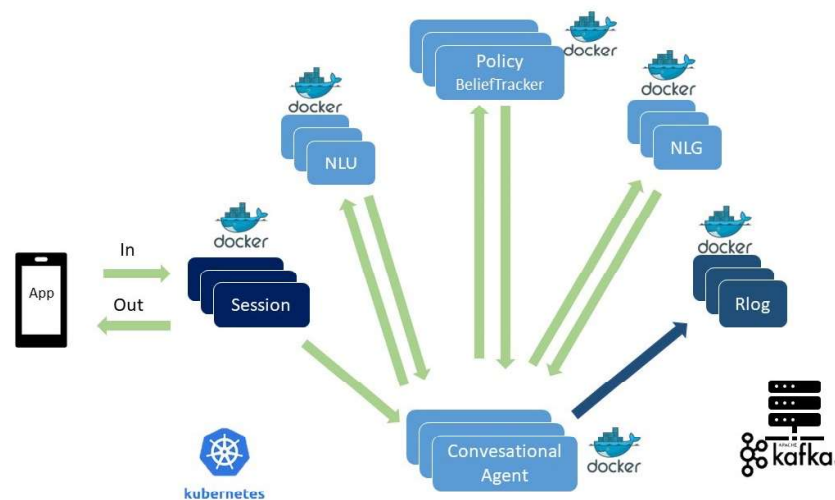 docker
Policy
BeliefTracker
docker
NLU
docker
NLG
docker
Session
In
Out
App
docker
Rlog
Convesational
Agent
docker
kubernetes
APACHE
kafka